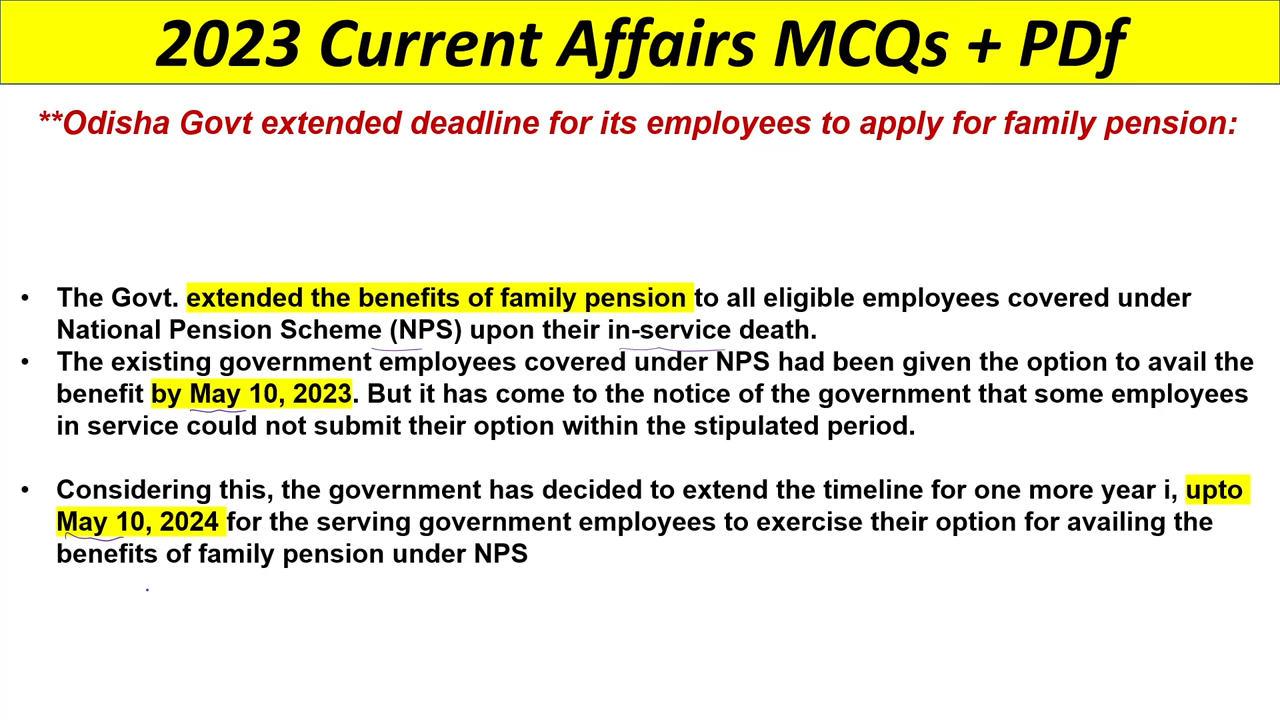 2023 Current Affairs MCQs + PDf
**Odisha Govt extended deadline for its employees to apply for family pension:
• The Govt. extended the benefits of family pension to all eligible employees covered under
National Pension Scheme (NPS) upon their in-service death.
• The existing government employees covered under NPS had been given the option to avail the
benefit by May 10, 2023. But it has come to the notice of the government that some employees
in service could not submit their option within the stipulated period.
• Considering this, the government has decided to extend the timeline for one more year i, upto
May 10, 2024 for the serving government employees to exercise their option for availing the
benefits of family pension under NPS